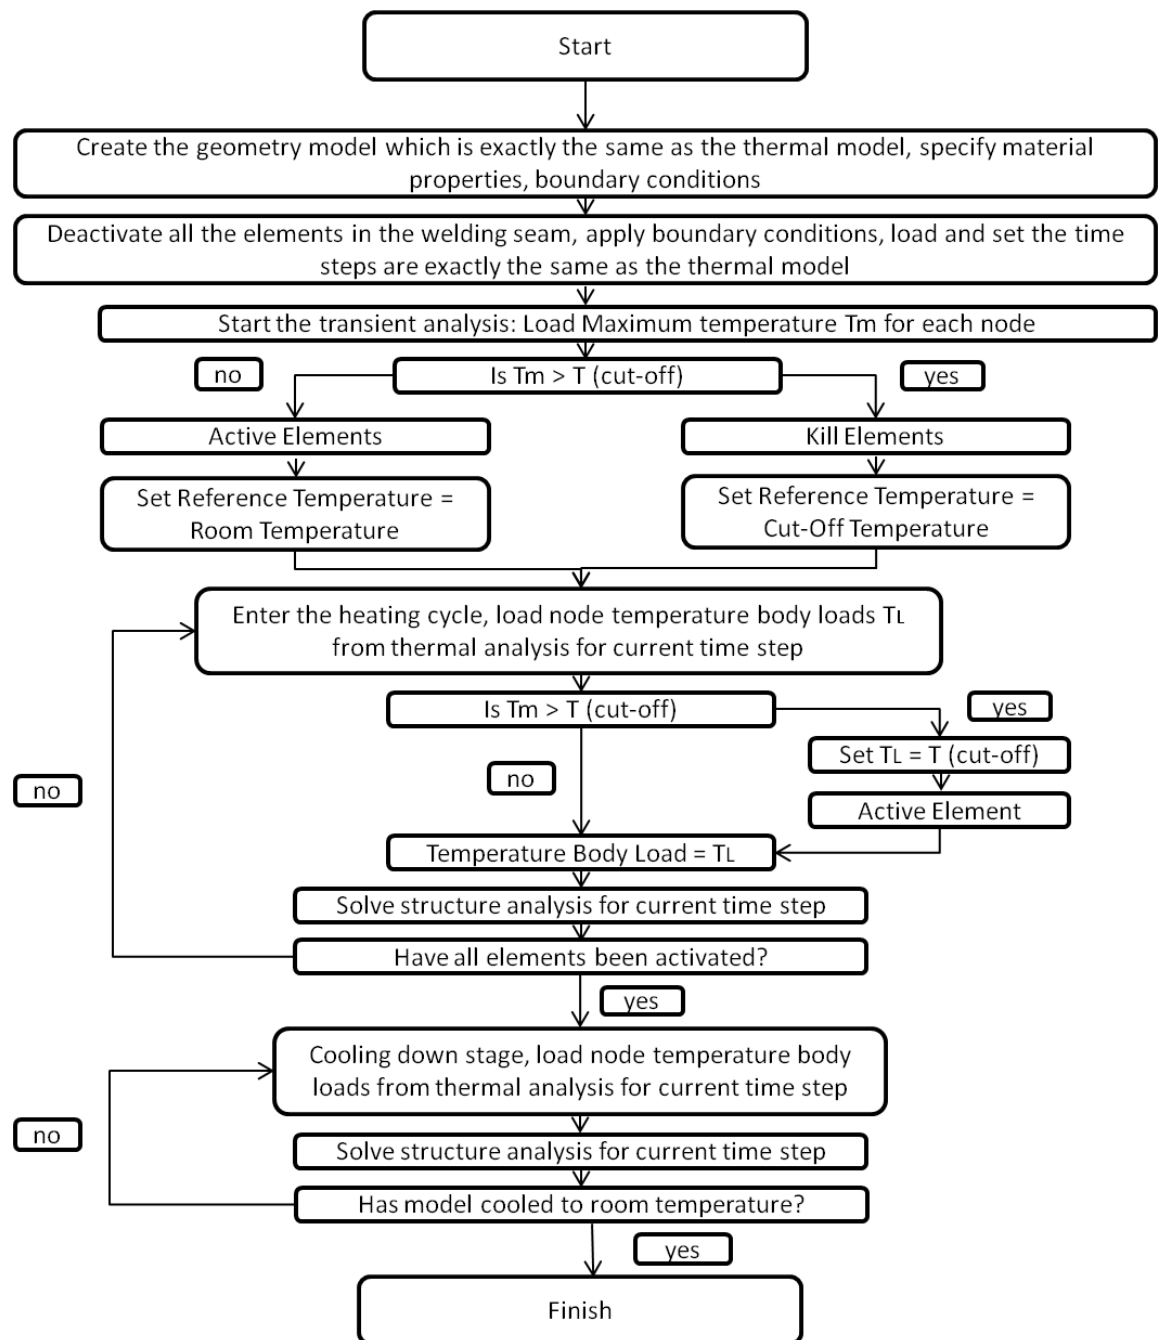 Start
Create the geometry model which is exactly the same as the thermal model, specify material
properties, boundary conditions
Deactivate all the elements in the welding seam, apply boundary conditions, load and set the time
steps are exactly the same as the thermal model
Start the transient analysis: Load Maximum temperature Tm for each node
no
Is Tm > T (cut-off)
yes
Active Elements
Kill Elements
Set Reference Temperature =
Room Temperature
Set Reference Temperature =
Cut-Off Temperature
Enter the heating cycle, load node temperature body loads TL
from thermal analysis for current time step
Is Tm > T (cut-off)
yes
Set TL = T (cut-off)
no
no
Active Element
Temperature Body Load = TL
Solve structure analysis for current time step
Have all elements been activated?
yes
Cooling down stage, load node temperature body
loads from thermal analysis for current time step
no
Solve structure analysis for current time step
Has model cooled to room temperature?
yes
Finish